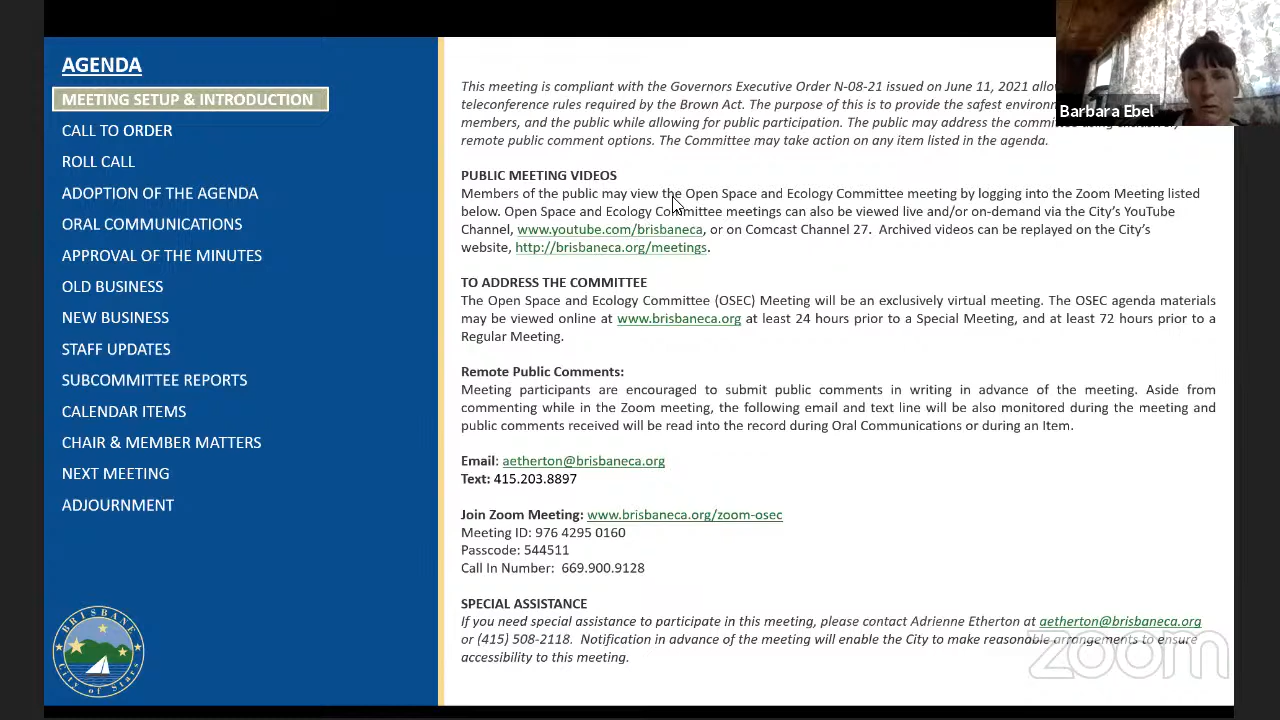 AGENDA
MEETING SETUP & INTRODUCTION
CALL TO ORDER
ROLL CALL
ADOPTION OF THE AGENDA
ORAL COMMUNICATIONS
APPROVAL OF THE MINUTES
OLD BUSINESS
NEW BUSINESS
STAFF UPDATES
SUBCOMMITTEE REPORTS
CALENDAR ITEMS
CHAIR & MEMBER MATTERS
NEXT MEETING
ADJOURNMENT
BRISBANE
City of Stars
This meeting is compliant with the Governors Executive Order N-08-21 issued on June 11, 2021
teleconference rules required by the Brown Act. The purpose of this is to provide the safest
members, and the public while allowing for public participation. The public may address the
remote public comment options. The Committee may take action on any item listed in the agenda.
PUBLIC MEETING VIDEOS
Members of the public may view the Open Space and Ecology Committee meeting by logging into the Zoom Meeting listed
below. Open Space and Ecology Committee meetings can also be viewed live and/or on-demand via the City's YouTube
Channel, www.youtube.com/brisbaneca, or on Comcast Channel 27. Archived videos can be replayed on the City's
website, http://brisbaneca.org/meetings.
TO ADDRESS THE COMMITTEE
The Open Space and Ecology Committee (OSEC) Meeting will be an exclusively virtual meeting. The OSEC agenda materials
may be viewed online at www.brisbaneca.org at least 24 hours prior to a Special Meeting, and at least 72 hours prior to a
Regular Meeting.
Remote Public Comments:
Meeting participants are encouraged to submit public comments in writing in advance of the meeting. Aside from
commenting while in the Zoom meeting, the following email and text line will be also monitored during the meeting and
public comments received will be read into the record during Oral Communications or during an Item.
Email: aetherton@brisbaneca.org
Text: 415.203.8897
Join Zoom Meeting: www.brisbaneca.org/zoom-osec
Meeting ID: 976 4295 0160
Passcode: 544511
Call In Number: 669.900.9128
SPECIAL ASSISTANCE
If you need special assistance to participate in this meeting, please contact Adrienne Etherton at aetherton@brisbaneca.org
or (415) 508-2118. Notification in advance of the meeting will enable the City to make reasonable arrangements to ensure
accessibility to this meeting.
Barbara Ebel
zoom